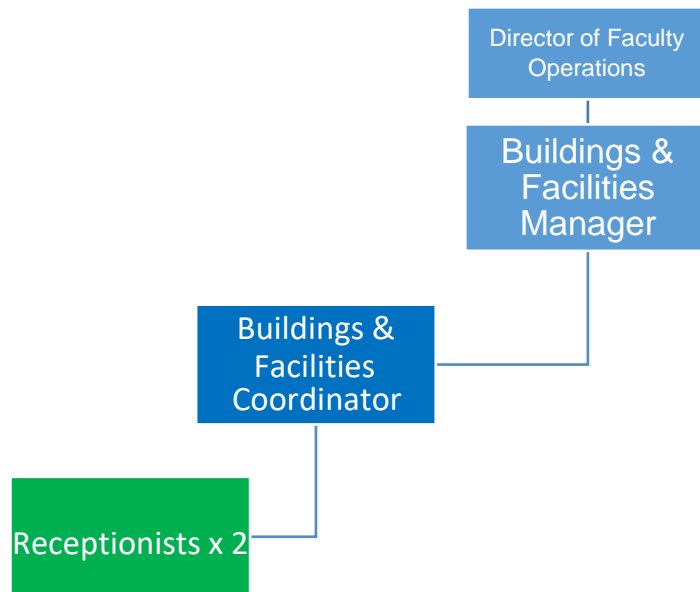 Director of Faculty
Operations
Buildings &
Facilities
Manager
Buildings &
Facilities
Coordinator
Receptionists x 2